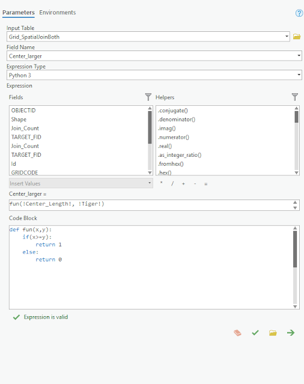 Parameters Environments
Input Table
Grid_SpatialJoinBoth
Field Name
Center_larger
Expression Type
Python 3
Expression
Fields
Helpers
OBJECTID
Shape
Join_Count
TARGET_FID
Join_Count
TARGET_FID
Id
GRIDCODE
.conjugate()
.denominator()
.imag()
.numerator()
.real()
.as_integer_ratio()
.fromhex()
.hex()
Insert Values
* / + - =
Center_larger =
fun(!Center_Length!, !Tiger!)
Code Block
def fun(x,y):
if(x>=y):
return 1
else:
return 0
Expression is valid